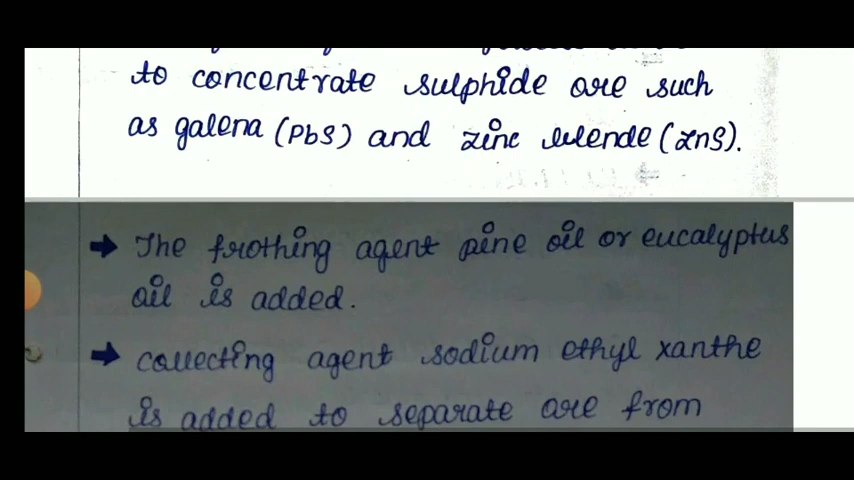 to concentrate sulphide ore such
as galena (PbS) and zinc blende (ZnS).
→ The frothing agent pine oil or eucalyptus
oil is added.
→ collecting agent sodium ethyl xanthe
is added to separate ore from